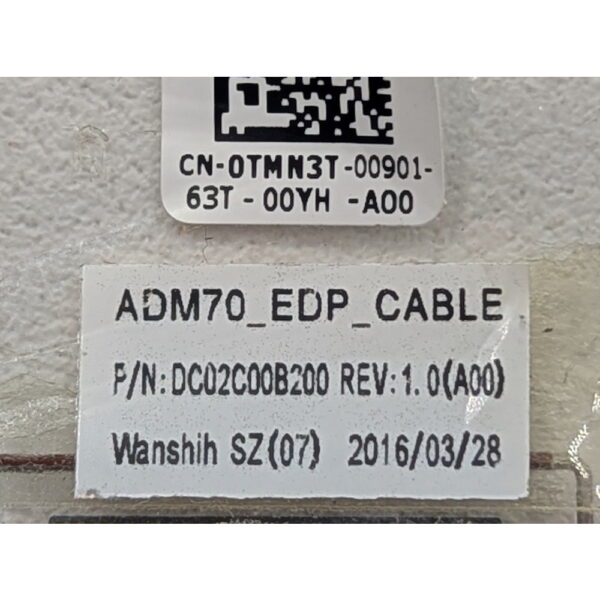 CN-0TMN3T-00901-
63T-00YH -A00
ADM70_EDP_CABLE
P/N:DC02C00B200 REV:1.0(A00)
Wanshih SZ(07) 2016/03/28